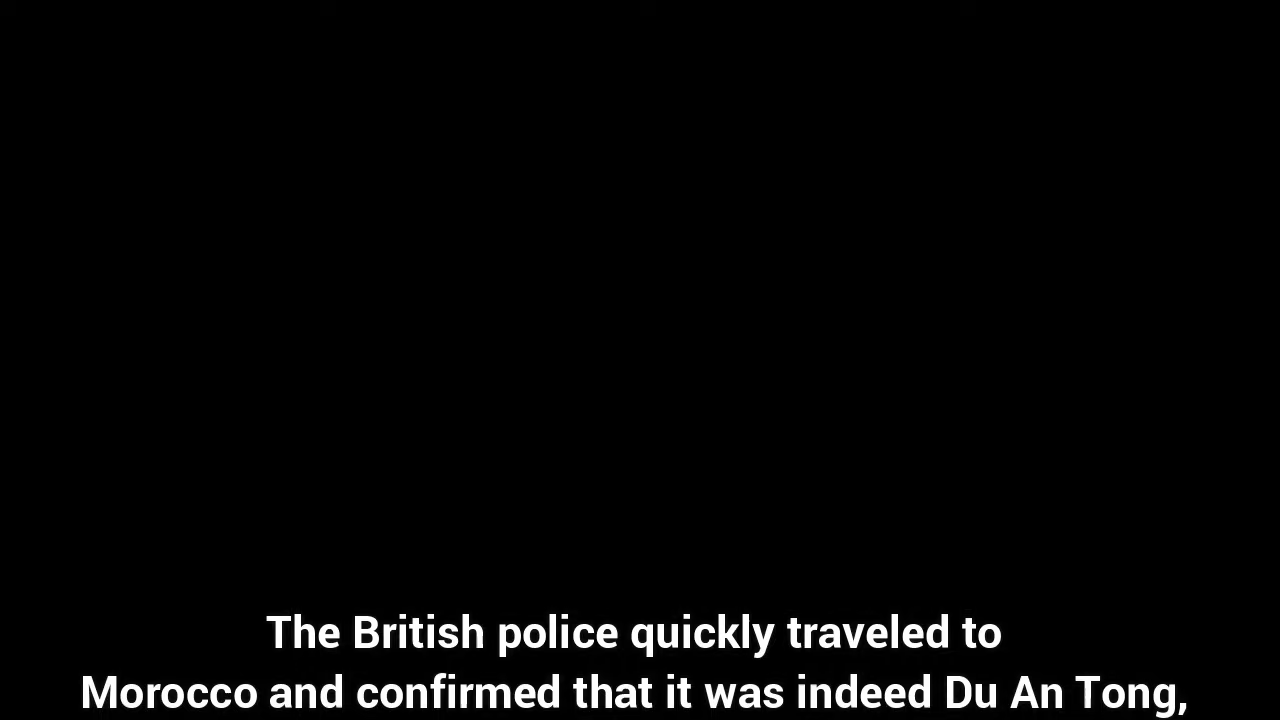 The British police quickly traveled to
Morocco and confirmed that it was indeed Du An Tong,